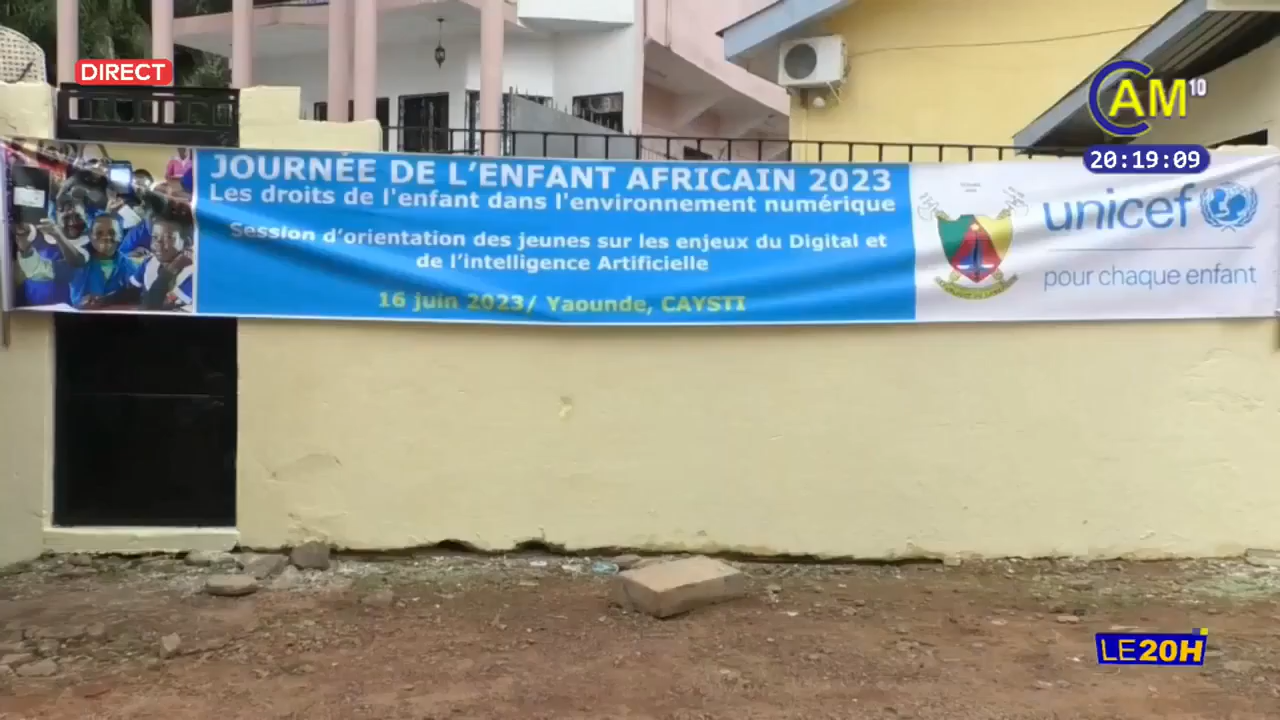 DIRECT
CAM10
20:19:09
JOURNÉE DE L'ENFANT AFRICAIN 2023
Les droits de l'enfant dans l'environnement numérique
Session d'orientation des jeunes sur les enjeux du Digital et
de l'intelligence Artificielle
16 juin 2023/ Yaounde, CAYSTI
unicef
pour chaque enfant
LE20H